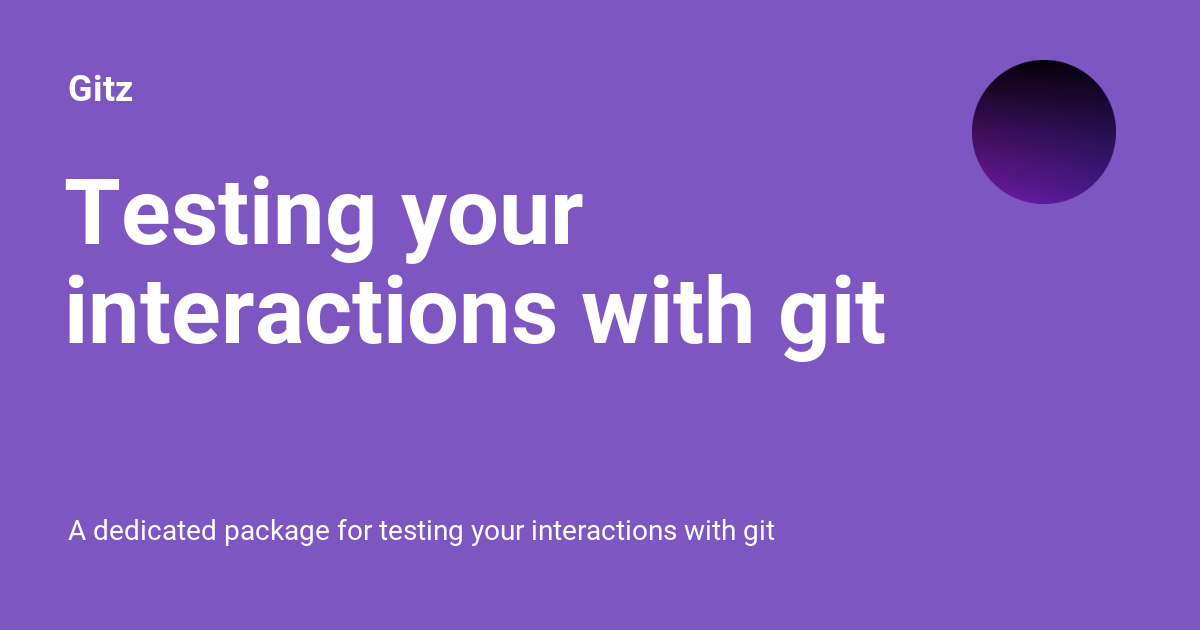 Gitz
Testing your
interactions with git
A dedicated package for testing your interactions with git